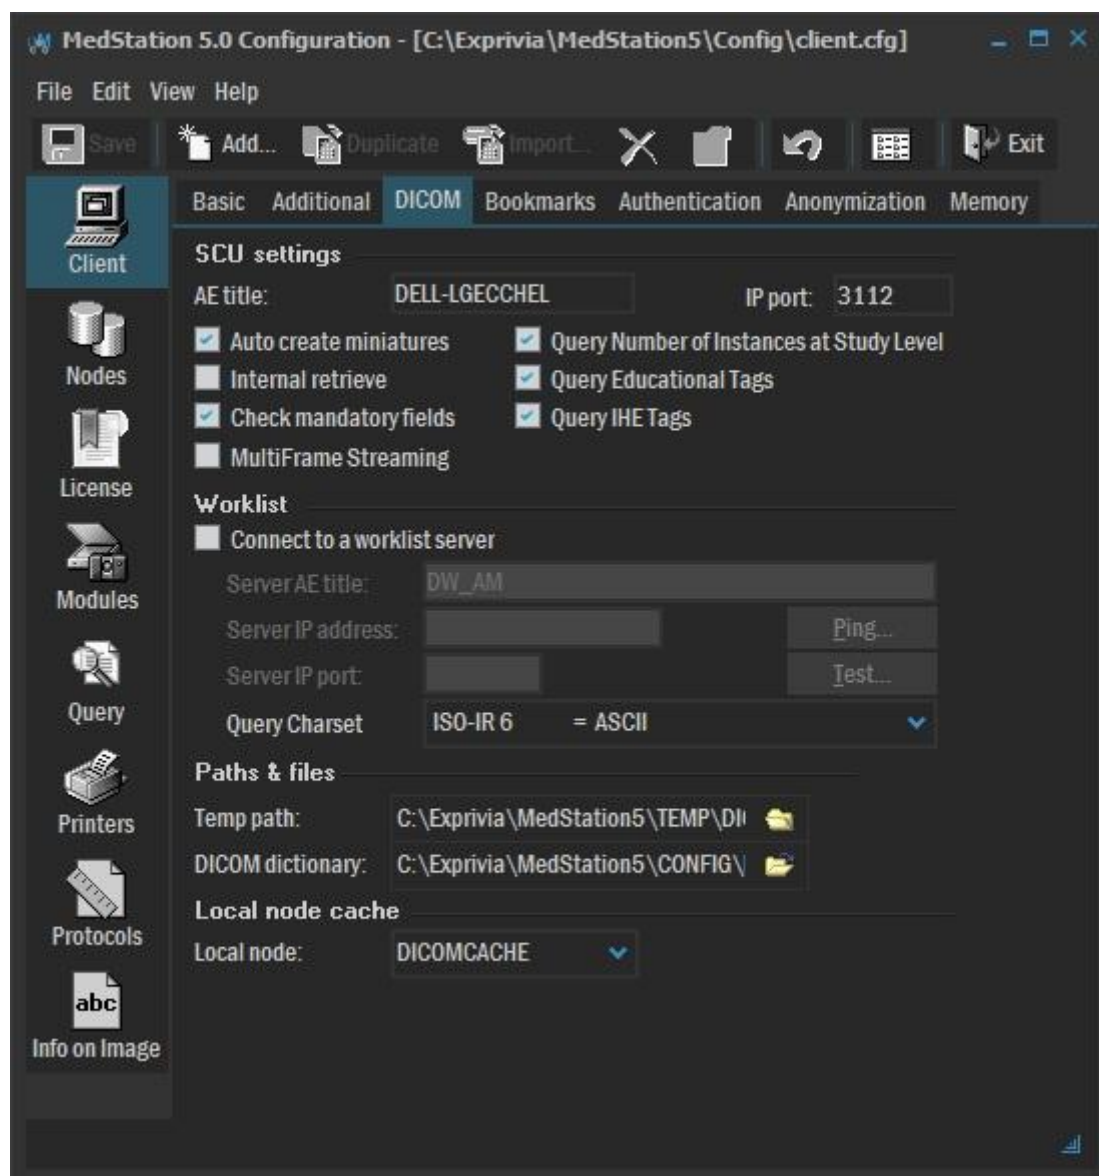 MedStation 5.0 Configuration - [C:\Exprivia\MedStation5\Config\client.cfg]
File Edit View Help
Save Add... Duplicate Import... Exit
Client
Nodes
License
Modules
Query
Printers
Protocols
abc
Info on Image
Basic Additional DICOM Bookmarks Authentication Anonymization Memory
SCU settings
AE title: DELL-LGECCHEL IP port: 3112
Auto create miniatures Query Number of Instances at Study Level
Internal retrieve Query Educational Tags
Check mandatory fields Query IHE Tags
MultiFrame Streaming
Worklist
Connect to a worklist server
Server AE title: DW_AM
Server IP address: Ping...
Server IP port: Test...
Query Charset ISO-IR 6 = ASCII
Paths & files
Temp path: C:\Exprivia\MedStation5\TEMP\DI
DICOM dictionary: C:\Exprivia\MedStation5\CONFIG\
Local node cache
Local node: DICOMCACHE